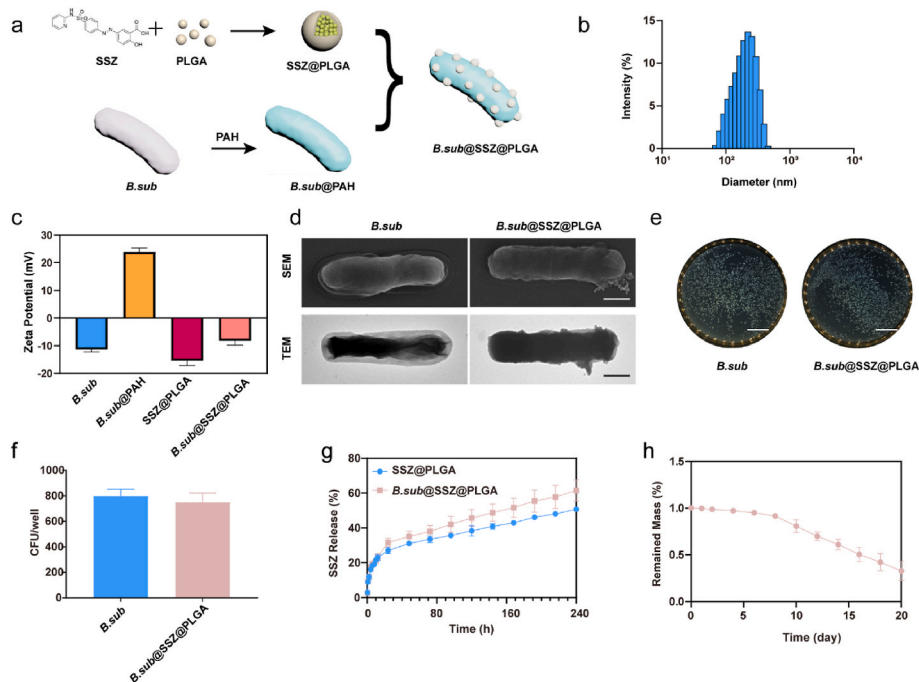 a
SSZ
+
PLGA
SSZ@PLGA
B.sub
PAH
B.sub@PAH
B.sub@SSZ@PLGA
b
Intensity (%)
15
10
5
0
10¹ 10² 10³ 10⁴
Diameter (nm)
c
Zeta Potential (mV)
30
20
10
0
-10
-20
B.sub
B.sub@PAH
SSZ@PLGA
B.sub@SSZ@PLGA
d
B.sub B.sub@SSZ@PLGA
SEM
TEM
e
B.sub B.sub@SSZ@PLGA
f
CFU/well
1000
800
600
400
200
0
B.sub
B.sub@SSZ@PLGA
g
SSZ@PLGA
B.sub@SSZ@PLGA
SSZ Release (%)
80
60
40
20
0
0 40 80 120 160 200 240
Time (h)
h
Remained Mass (%)
1.5
1.0
0.5
0.0
0 5 10 15 20
Time (day)